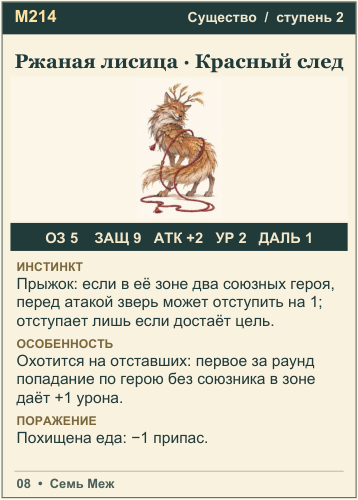 М214
Существо / ступень 2
Ржаная лисица · Красный след
ОЗ 5 ЗАЩ 9 АТК +2 УР 2 ДАЛЬ 1
ИНСТИНКТ
Прыжок: если в её зоне два союзных героя,
перед атакой зверь может отступить на 1;
отступает лишь если достаёт цель.
ОСОБЕННОСТЬ
Охотится на отставших: первое за раунд
попадание по герою без союзника в зоне
даёт +1 урона.
ПОРАЖЕНИЕ
Похищена еда: −1 припас.
08 • Семь Меж